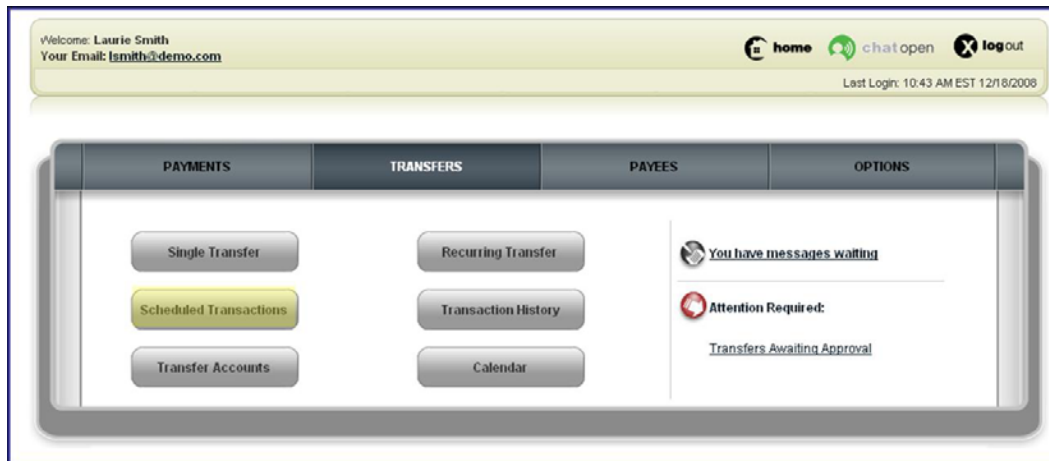 Welcome: Laurie Smith
Your Email: lsmith@demo.com
home
chat open
logout
Last Login: 10:43 AM EST 12/18/2008
PAYMENTS
TRANSFERS
PAYEES
OPTIONS
Single Transfer
Recurring Transfer
You have messages waiting
Scheduled Transactions
Transaction History
Attention Required:
Transfers Awaiting Approval
Transfer Accounts
Calendar